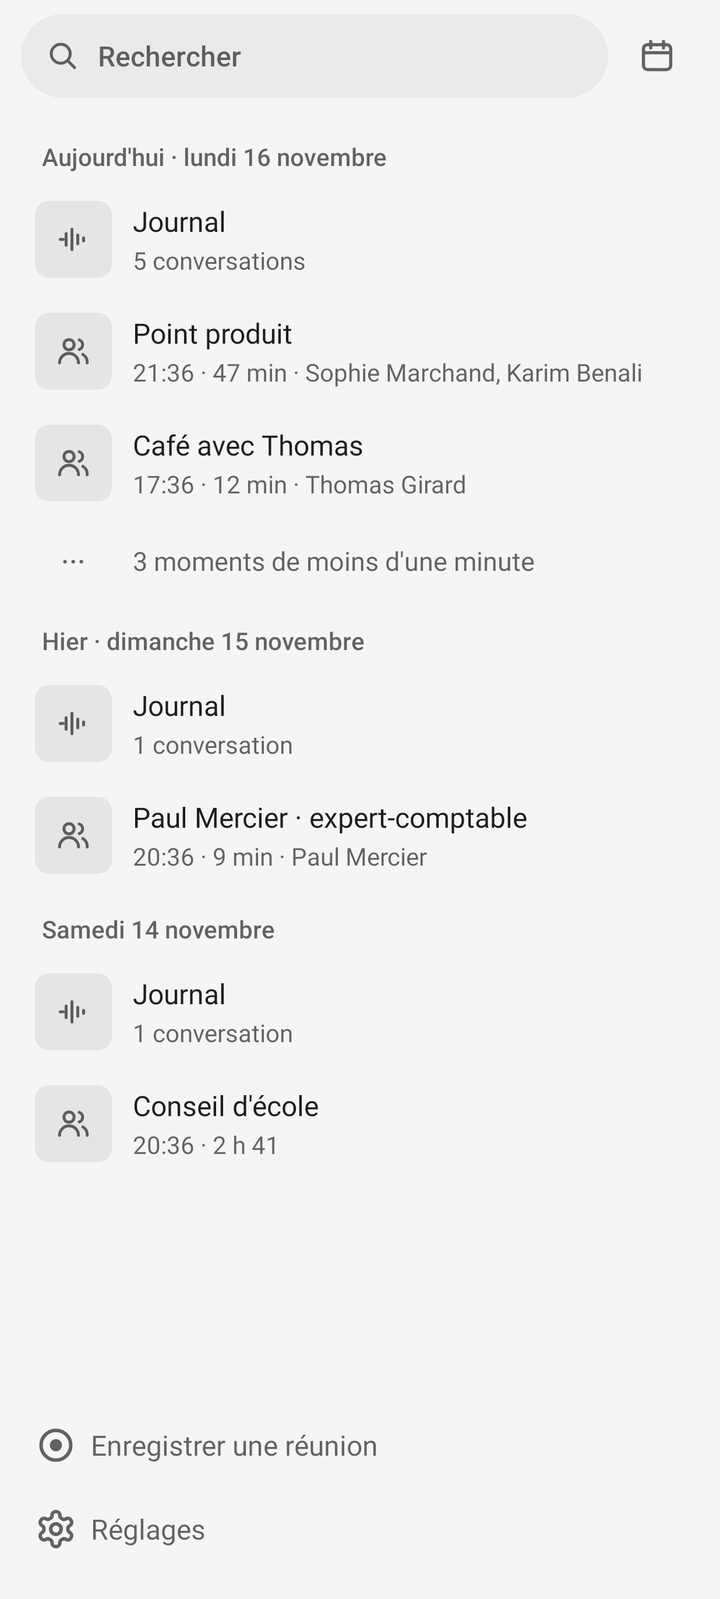 Rechercher
Aujourd'hui · lundi 16 novembre
Journal
5 conversations
Point produit
21:36 · 47 min · Sophie Marchand, Karim Benali
Café avec Thomas
17:36 · 12 min · Thomas Girard
3 moments de moins d'une minute
Hier · dimanche 15 novembre
Journal
1 conversation
Paul Mercier · expert-comptable
20:36 · 9 min · Paul Mercier
Samedi 14 novembre
Journal
1 conversation
Conseil d'école
20:36 · 2 h 41
Enregistrer une réunion
Réglages